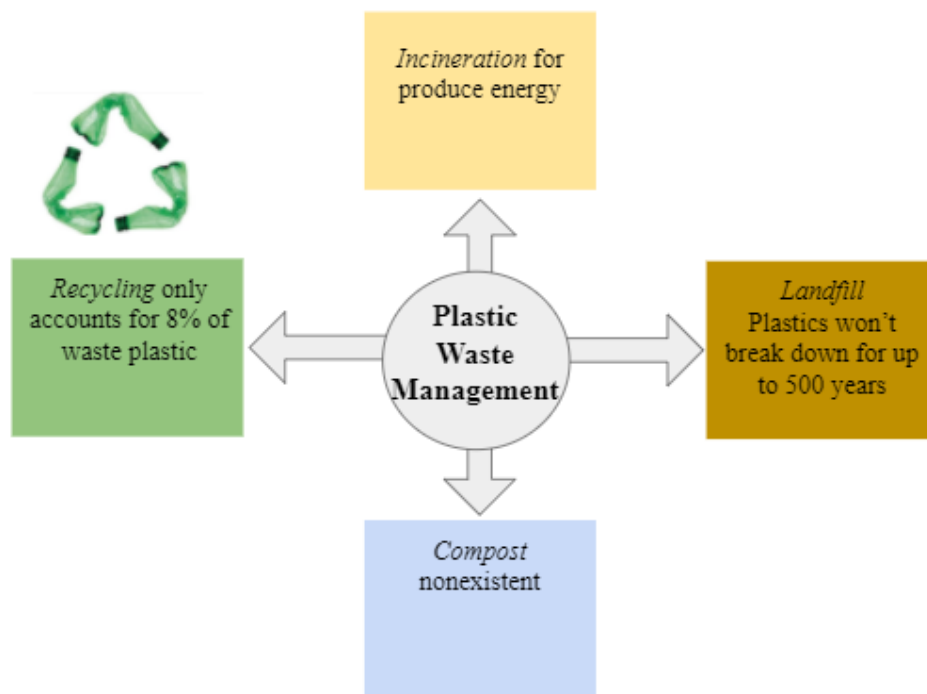 Incineration for
produce energy
Recycling only
accounts for 8% of
waste plastic
Plastic
Waste
Management
Landfill
Plastics won't
break down for up
to 500 years
Compost
nonexistent